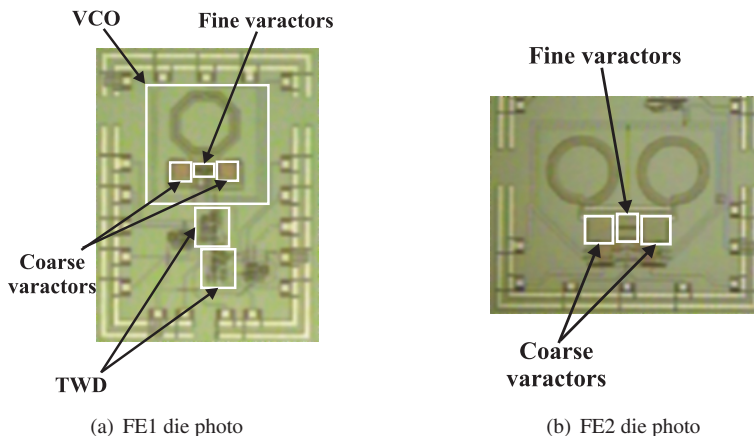 VCO
Fine varactors
Coarse
varactors
TWD
(a) FE1 die photo
Fine varactors
Coarse
varactors
(b) FE2 die photo